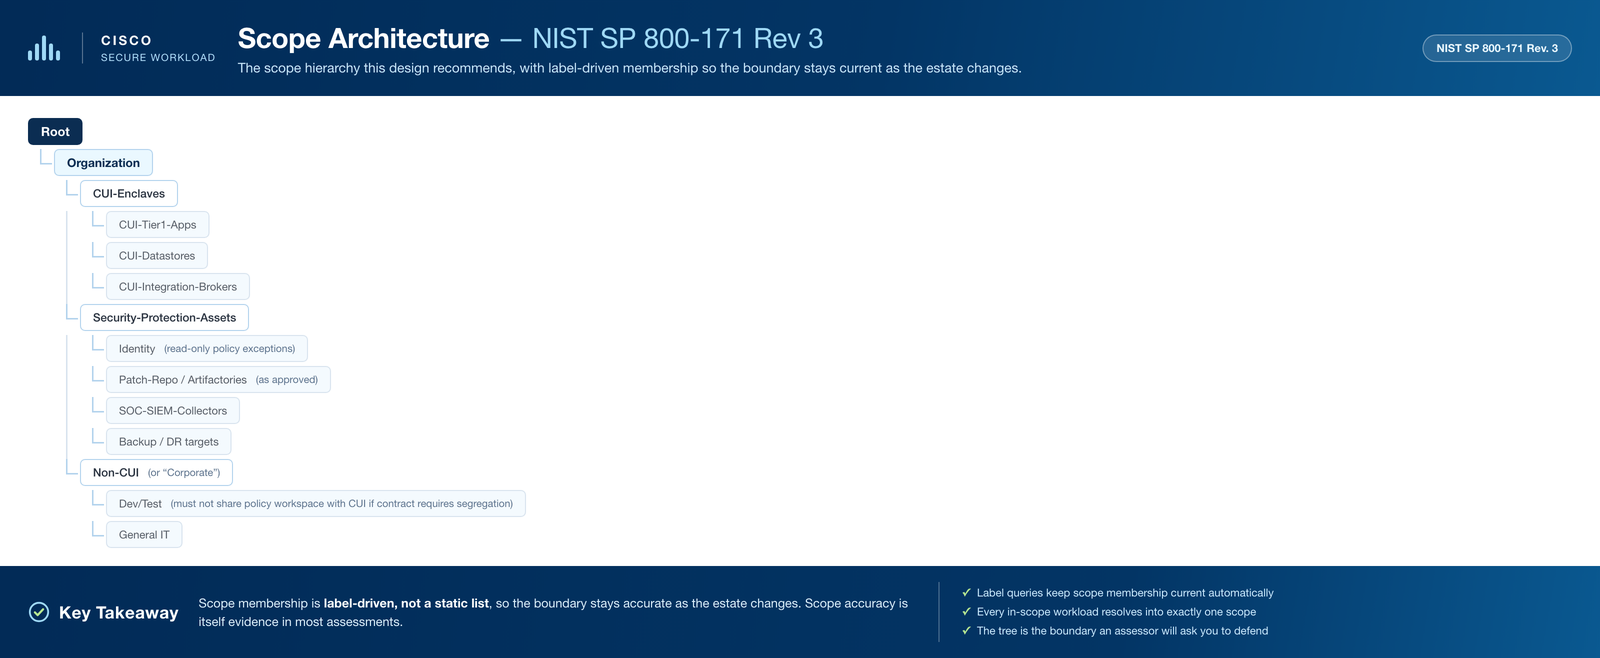 CISCO
SECURE WORKLOAD
Scope Architecture — NIST SP 800-171 Rev 3
The scope hierarchy this design recommends, with label-driven membership so the boundary stays current as the estate changes.
NIST SP 800-171 Rev. 3
Root
Organization
CUI-Enclaves
CUI-Tier1-Apps
CUI-Datastores
CUI-Integration-Brokers
Security-Protection-Assets
Identity (read-only policy exceptions)
Patch-Repo / Artifactories (as approved)
SOC-SIEM-Collectors
Backup / DR targets
Non-CUI (or “Corporate”)
Dev/Test (must not share policy workspace with CUI if contract requires segregation)
General IT
Key Takeaway
Scope membership is label-driven, not a static list, so the boundary stays accurate as the estate changes. Scope accuracy is
itself evidence in most assessments.
✓ Label queries keep scope membership current automatically
✓ Every in-scope workload resolves into exactly one scope
✓ The tree is the boundary an assessor will ask you to defend